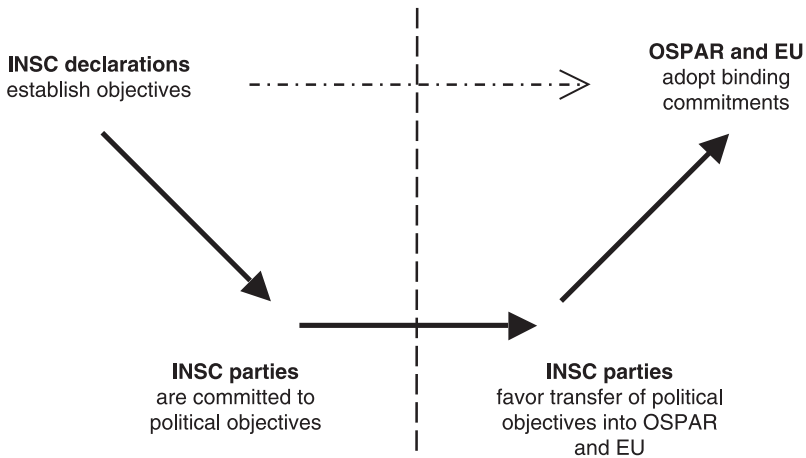 INSC declarations
establish objectives
OSPAR and EU
adopt binding
commitments
INSC parties
are committed to
political objectives
INSC parties
favor transfer of political
objectives into OSPAR
and EU